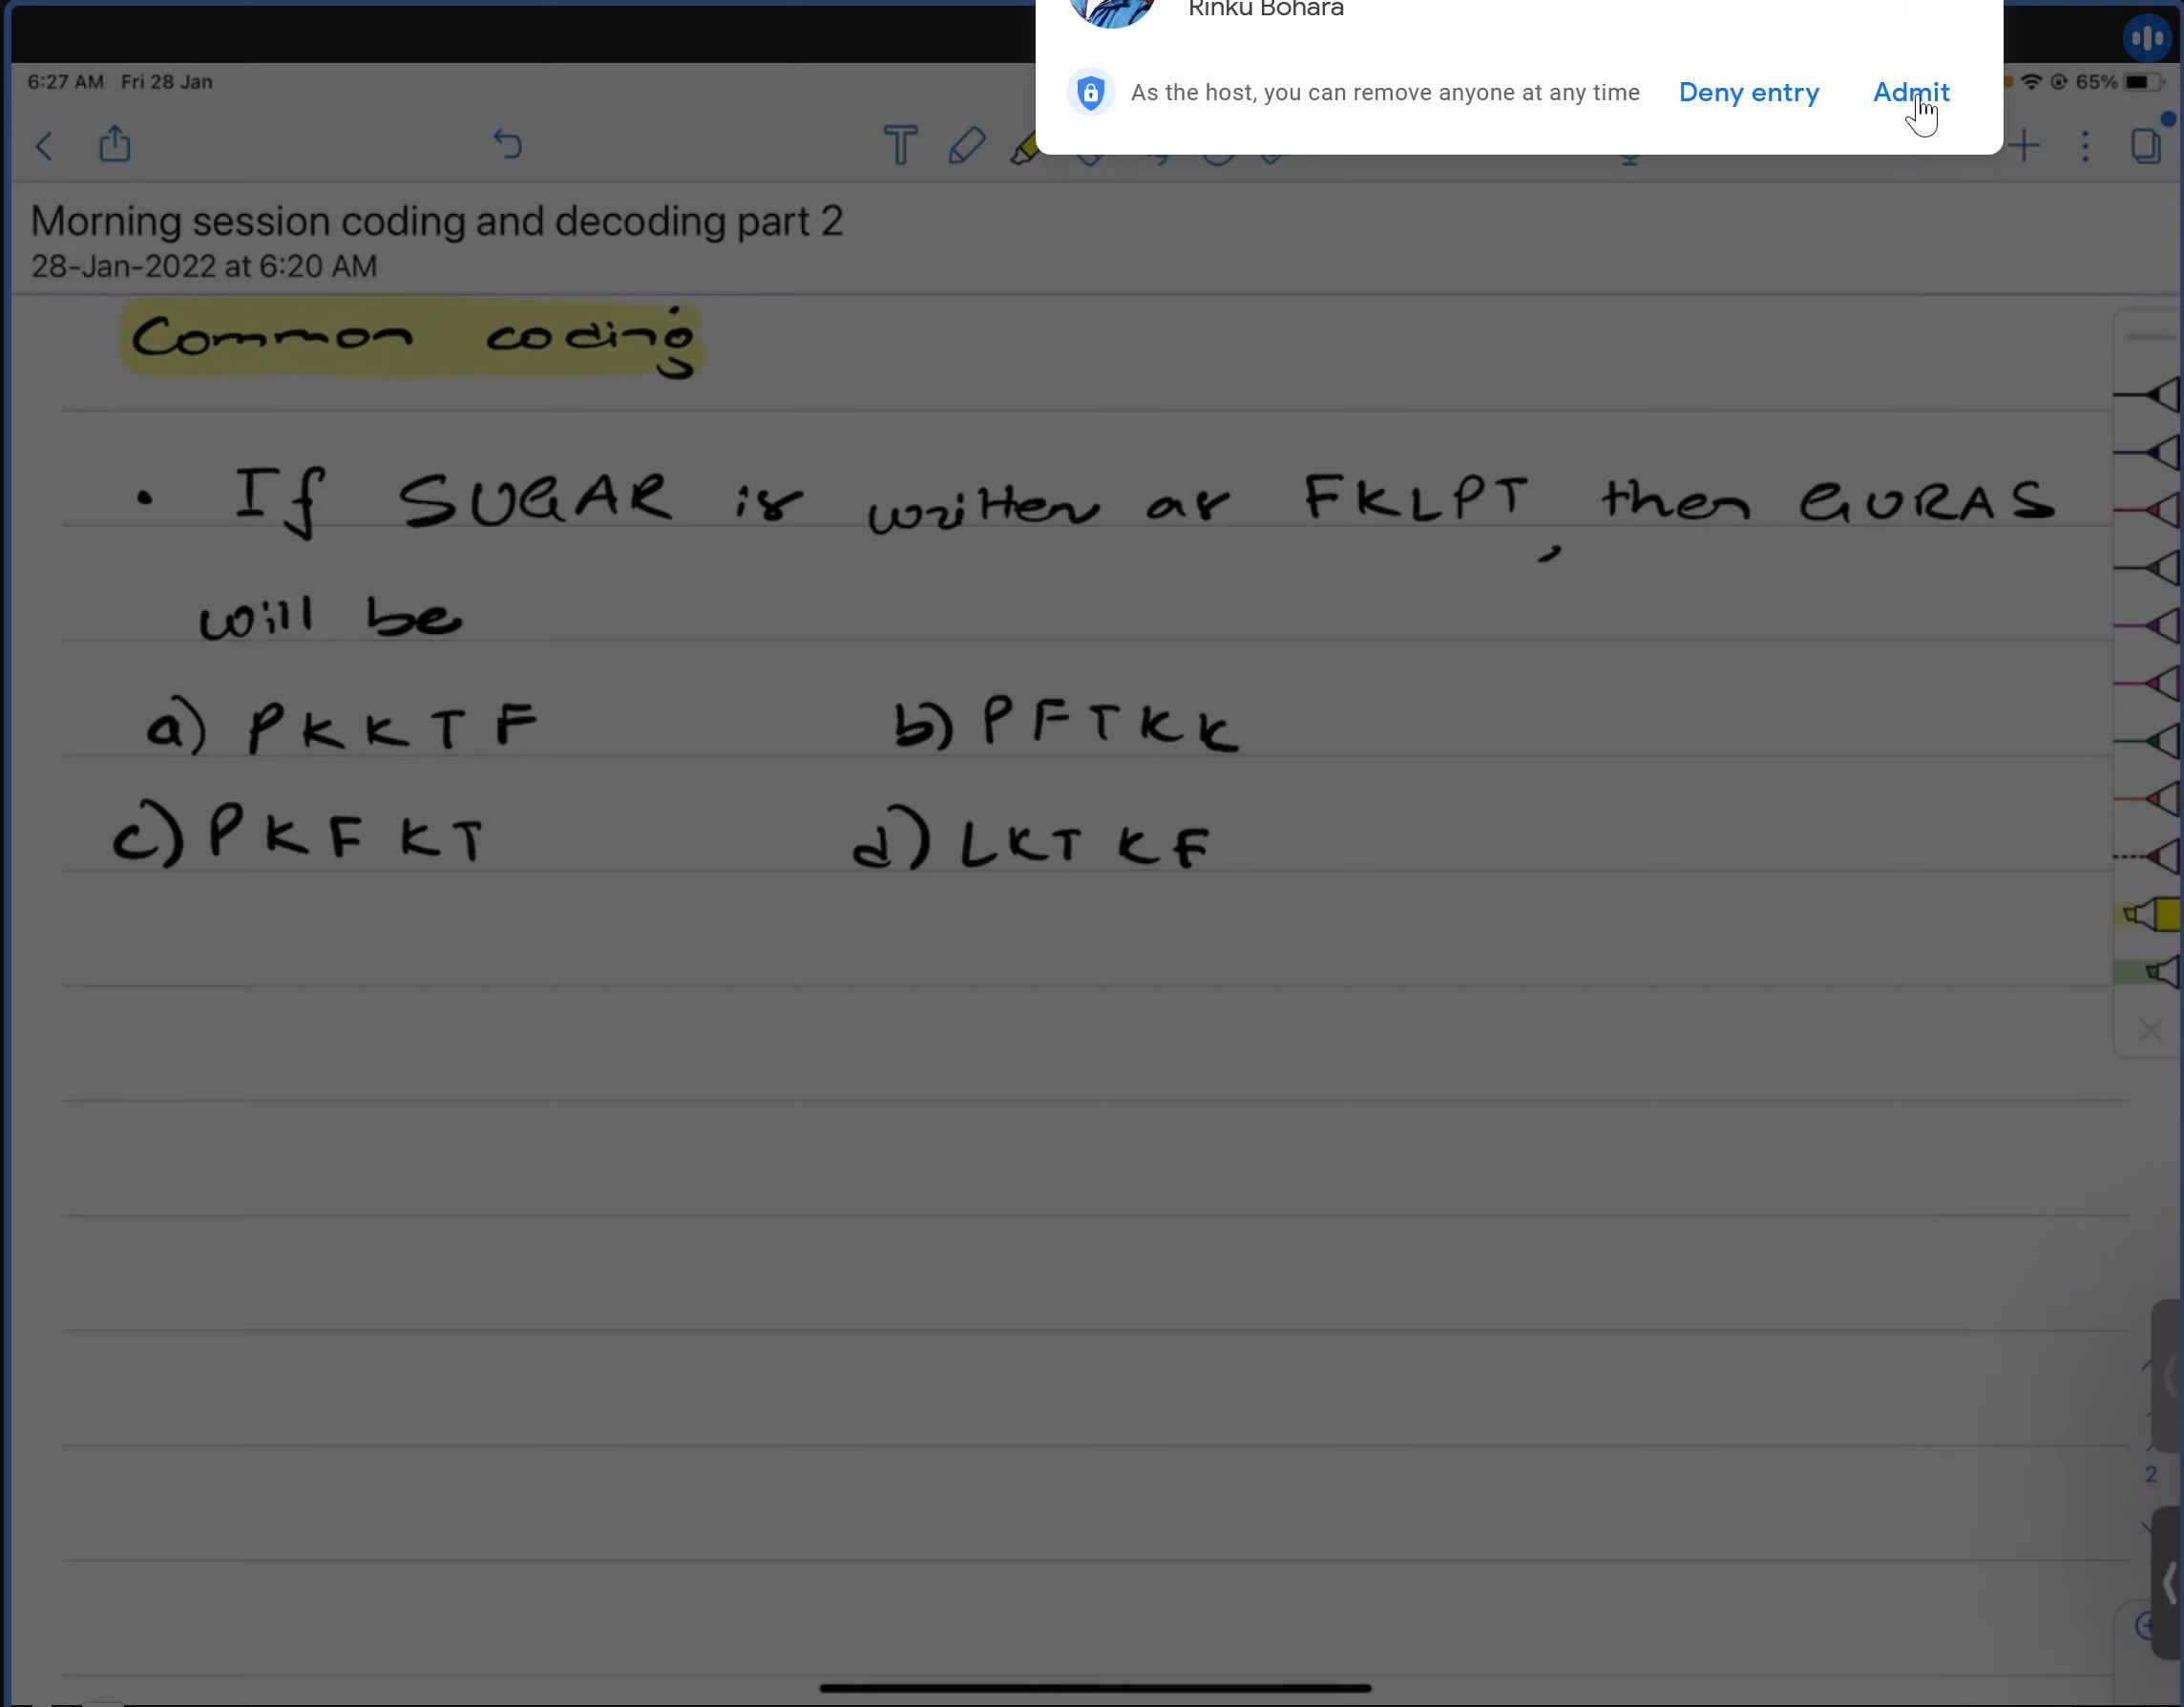 Rinku Bohara
As the host, you can remove anyone at any time Deny entry Admit
6:27 AM Fri 28 Jan 65%
Morning session coding and decoding part 2
28-Jan-2022 at 6:20 AM
Common coding
• If SUGAR is written as FKLPT, then GURAS
will be
a) PKKTF b) PFTKK
c) PKFKT d) LKTKF
2